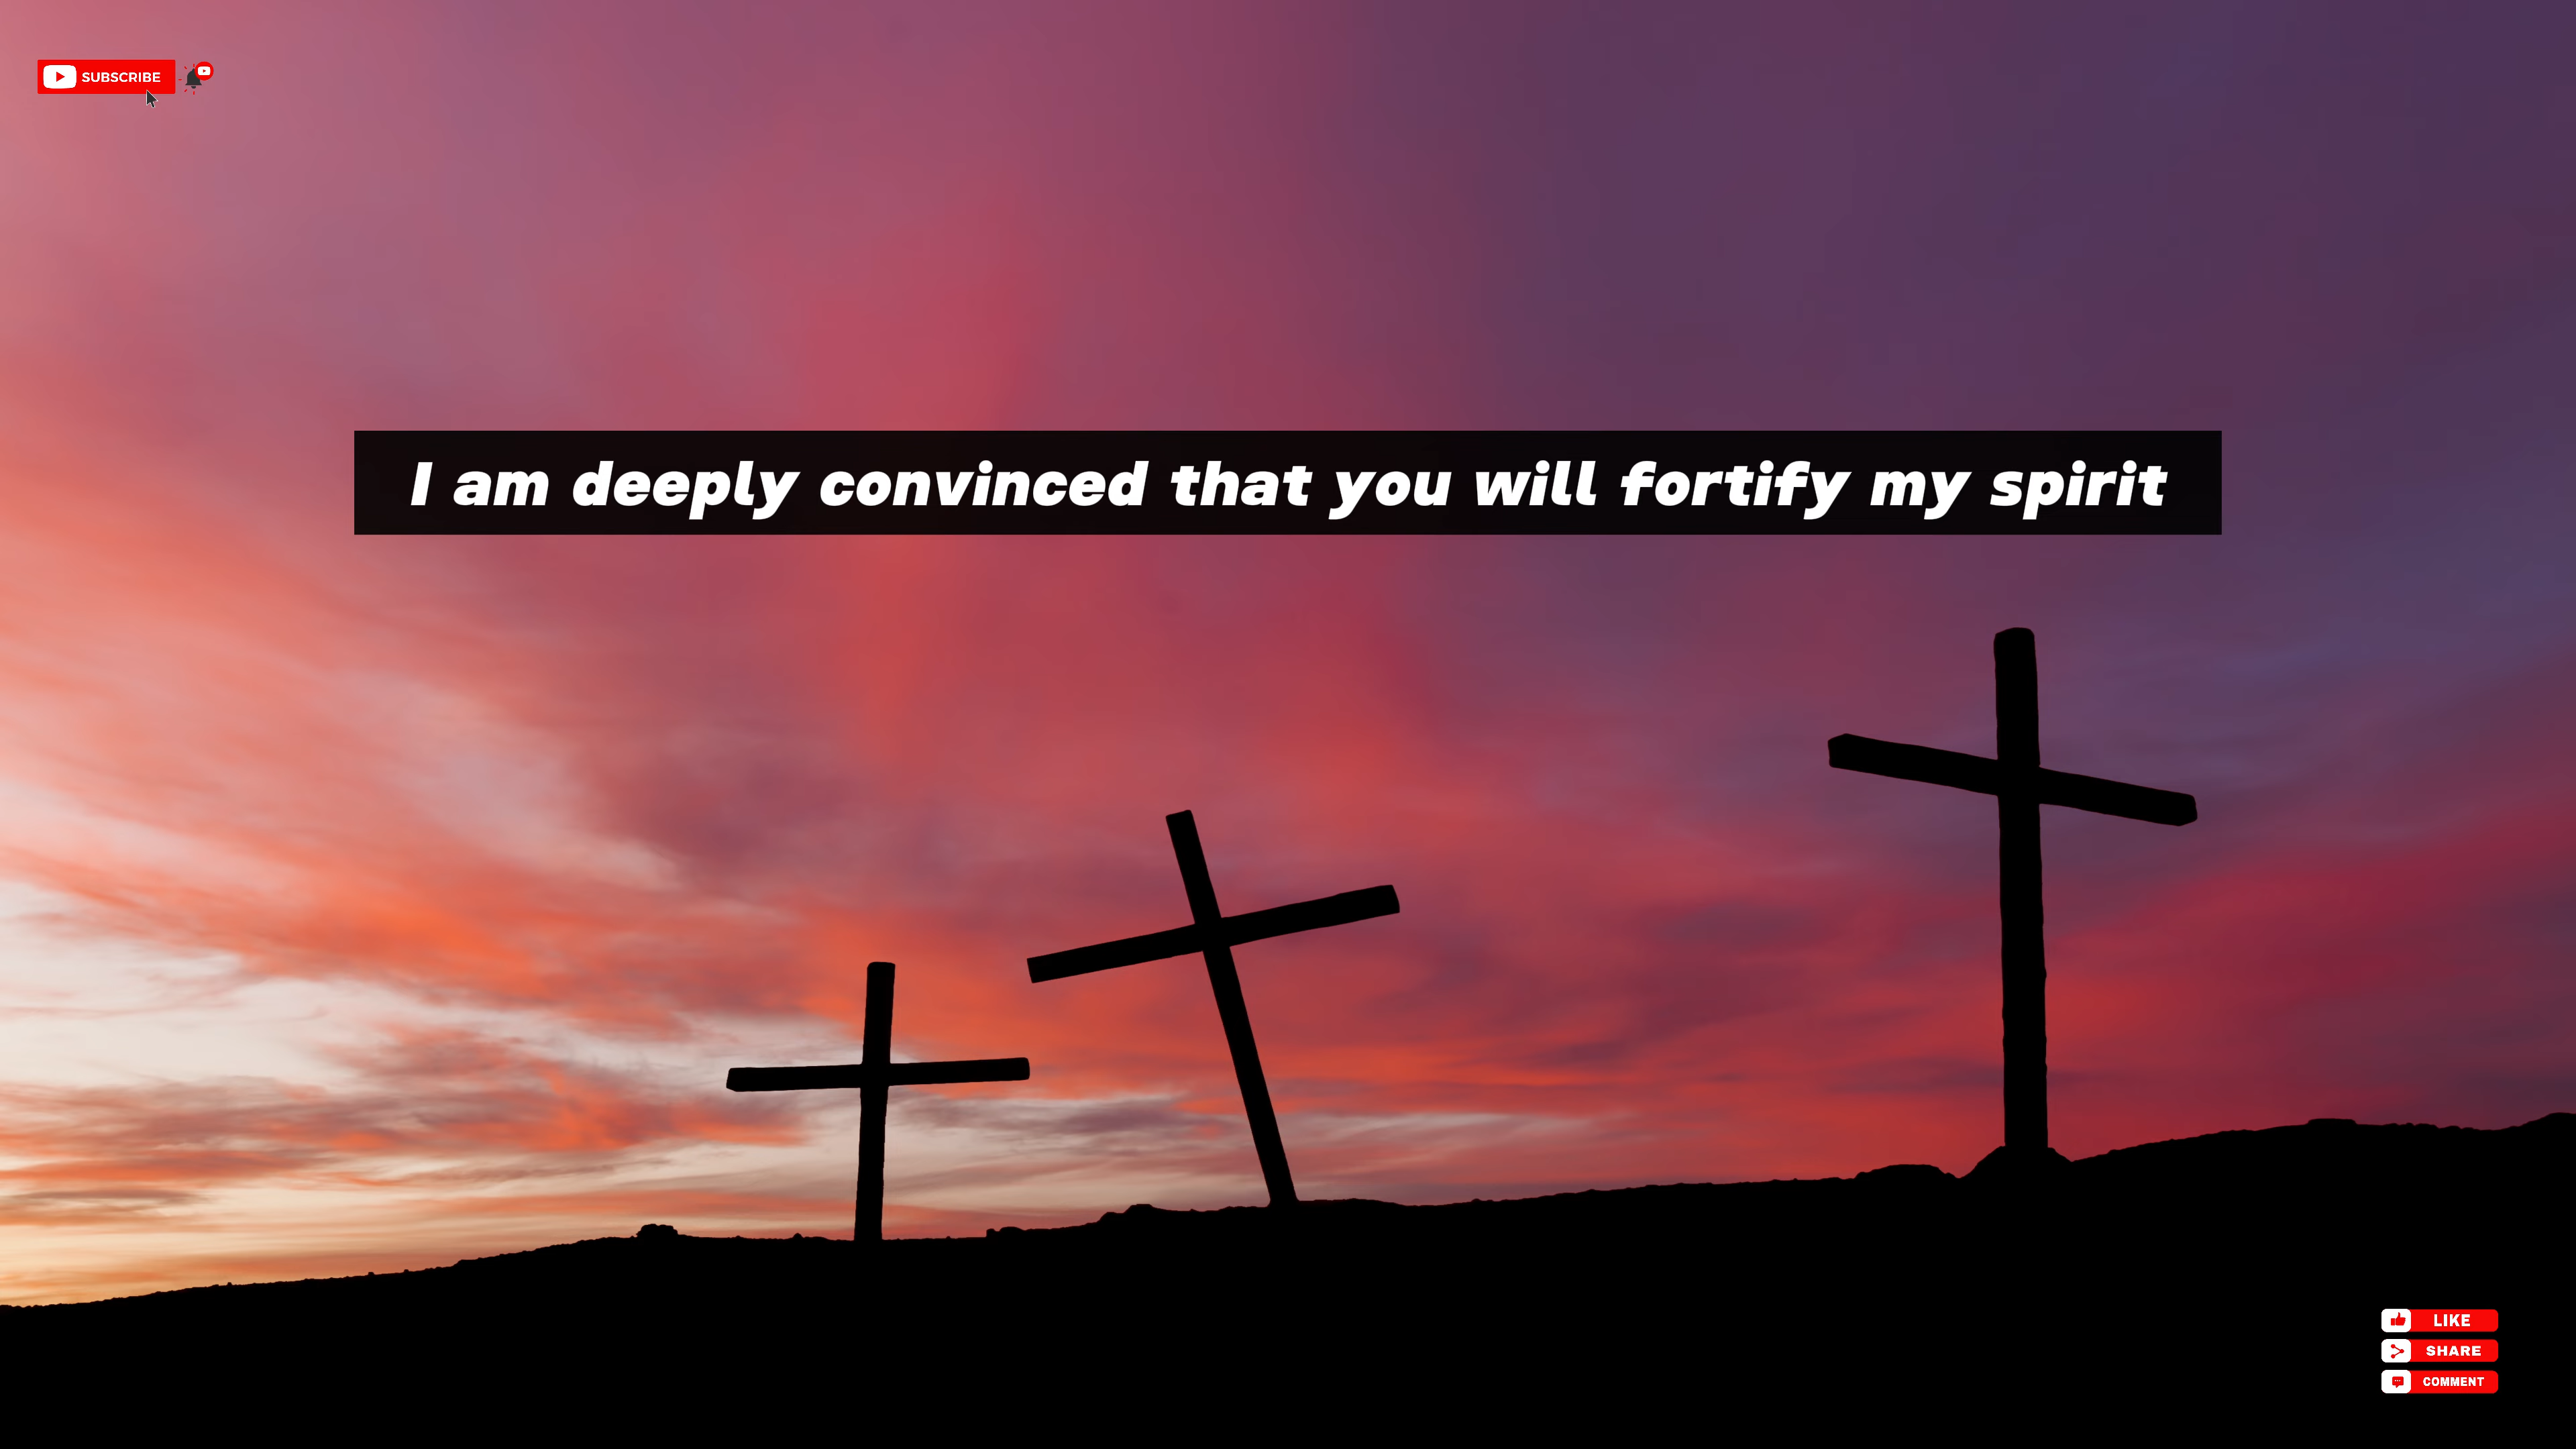 SUBSCRIBE
I am deeply convinced that you will fortify my spirit
LIKE
SHARE
COMMENT